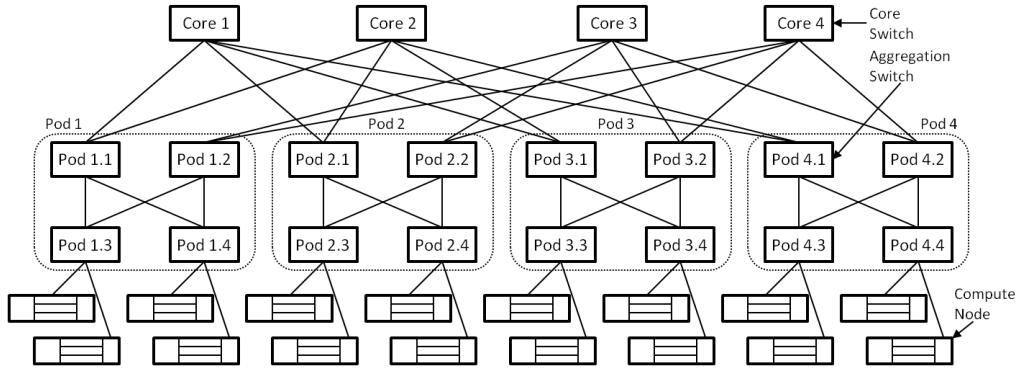 Core 1
Core 2
Core 3
Core 4
Core
Switch
Aggregation
Switch
Pod 1
Pod 2
Pod 3
Pod 4
Pod 1.1
Pod 1.2
Pod 2.1
Pod 2.2
Pod 3.1
Pod 3.2
Pod 4.1
Pod 4.2
Pod 1.3
Pod 1.4
Pod 2.3
Pod 2.4
Pod 3.3
Pod 3.4
Pod 4.3
Pod 4.4
Compute
Node